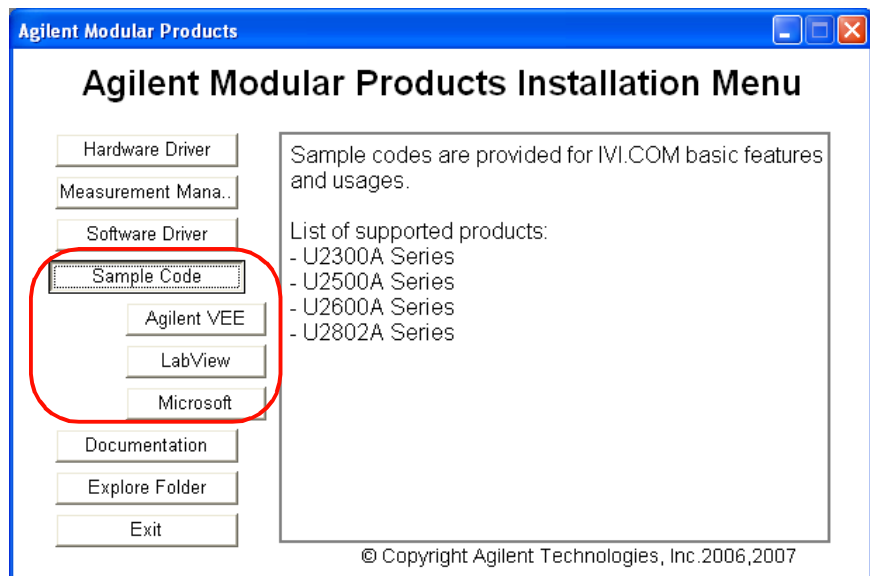 Agilent Modular Products
Agilent Modular Products Installation Menu
Hardware Driver
Measurement Mana..
Software Driver
Sample Code
Agilent VEE
LabView
Microsoft
Documentation
Explore Folder
Exit
Sample codes are provided for IVI.COM basic features
and usages.
List of supported products:
- U2300A Series
- U2500A Series
- U2600A Series
- U2802A Series
© Copyright Agilent Technologies, Inc.2006,2007